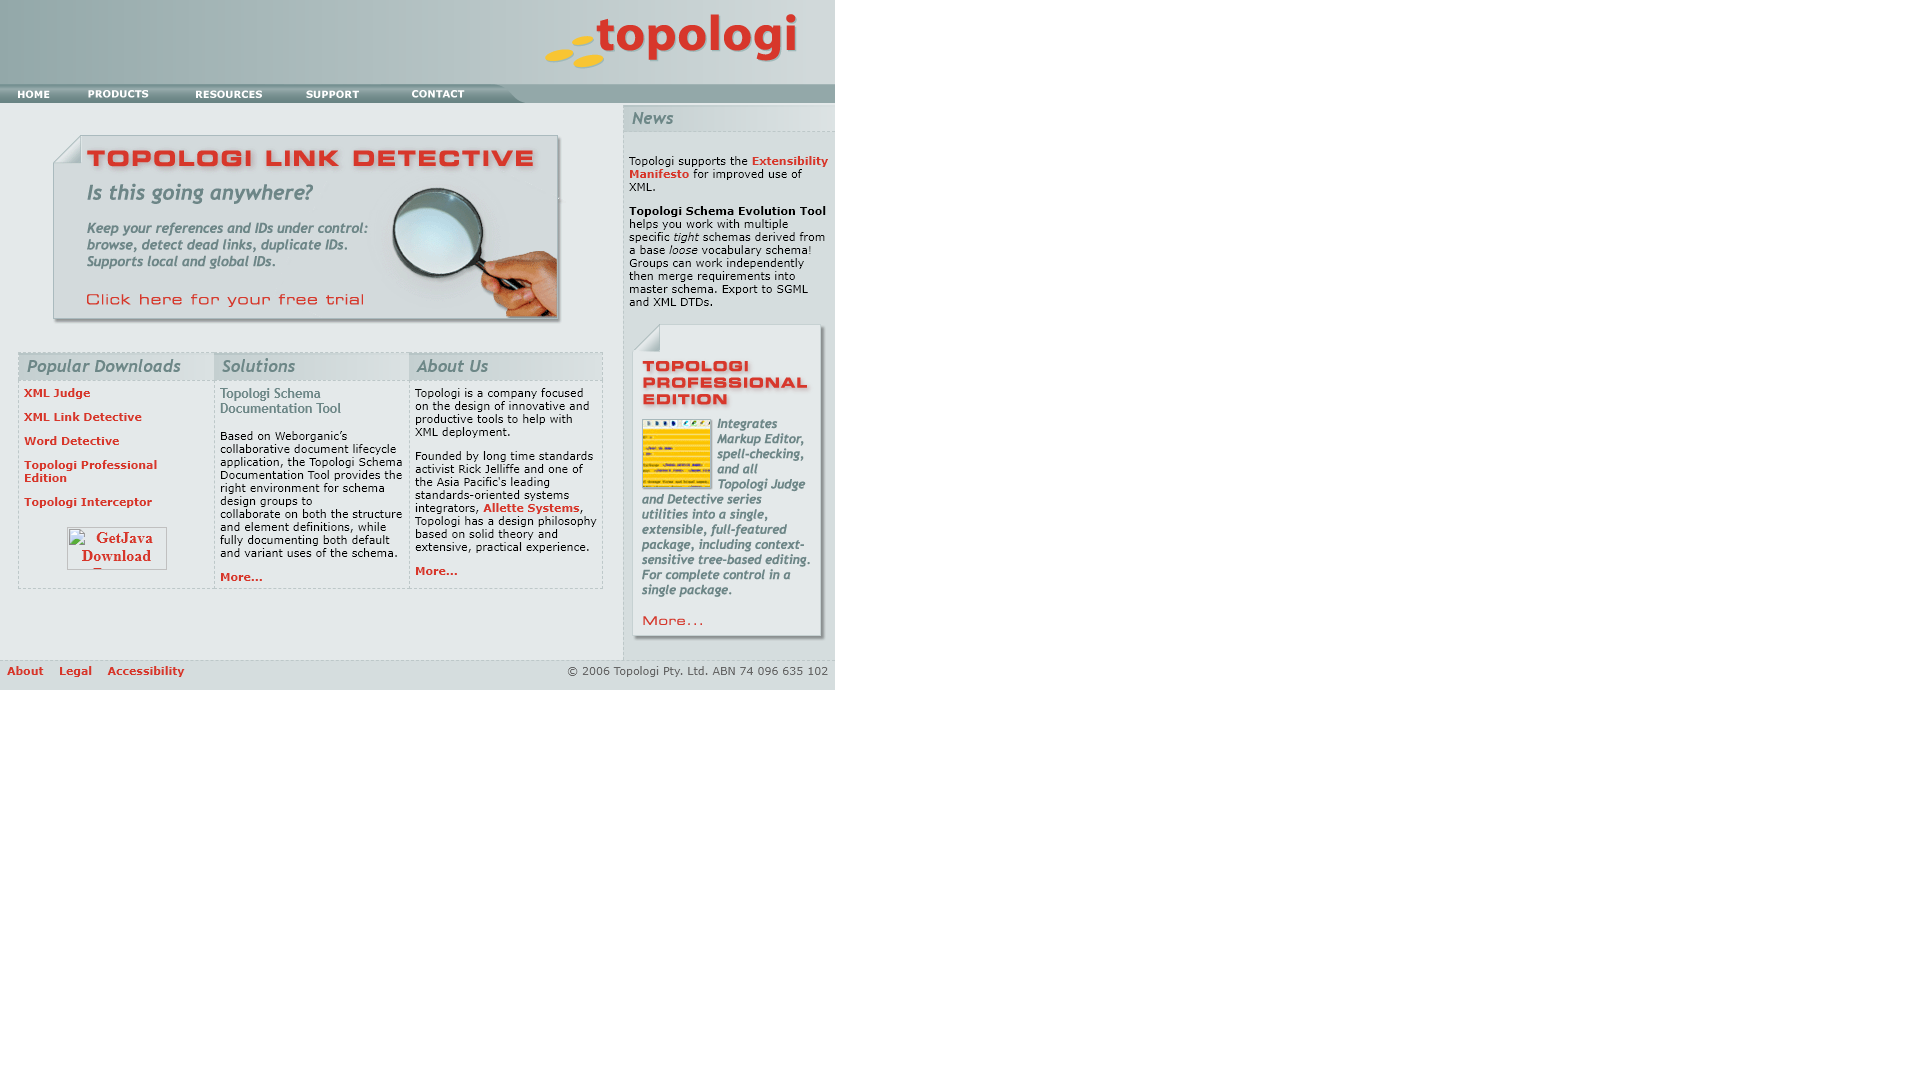 topologi
HOME
PRODUCTS
RESOURCES
SUPPORT
CONTACT
TOPOLOGI LINK DETECTIVE
Is this going anywhere?
Keep your references and IDs under control:
browse, detect dead links, duplicate IDs.
Supports local and global IDs.
Click here for your free trial
Popular Downloads
XML Judge
XML Link Detective
Word Detective
Topologi Professional
Edition
Topologi Interceptor
GetJava
Download
Solutions
Topologi Schema
Documentation Tool
Based on Weborganic’s
collaborative document lifecycle
application, the Topologi Schema
Documentation Tool provides the
right environment for schema
design groups to
collaborate on both the structure
and element definitions, while
fully documenting both default
and variant uses of the schema.
More...
About Us
Topologi is a company focused
on the design of innovative and
productive tools to help with
XML deployment.
Founded by long time standards
activist Rick Jelliffe and one of
the Asia Pacific's leading
standards-oriented systems
integrators, Allette Systems,
Topologi has a design philosophy
based on solid theory and
extensive, practical experience.
More...
News
Topologi supports the Extensibility
Manifesto for improved use of
XML.
Topologi Schema Evolution Tool
helps you work with multiple
specific tight schemas derived from
a base loose vocabulary schema!
Groups can work independently
then merge requirements into
master schema. Export to SGML
and XML DTDs.
TOPOLOGI
PROFESSIONAL
EDITION
Integrates
Markup Editor,
spell-checking,
and all
Topologi Judge
and Detective series
utilities into a single,
extensible, full-featured
package, including context-
sensitive tree-based editing.
For complete control in a
single package.
More...
About
Legal
Accessibility
© 2006 Topologi Pty. Ltd. ABN 74 096 635 102